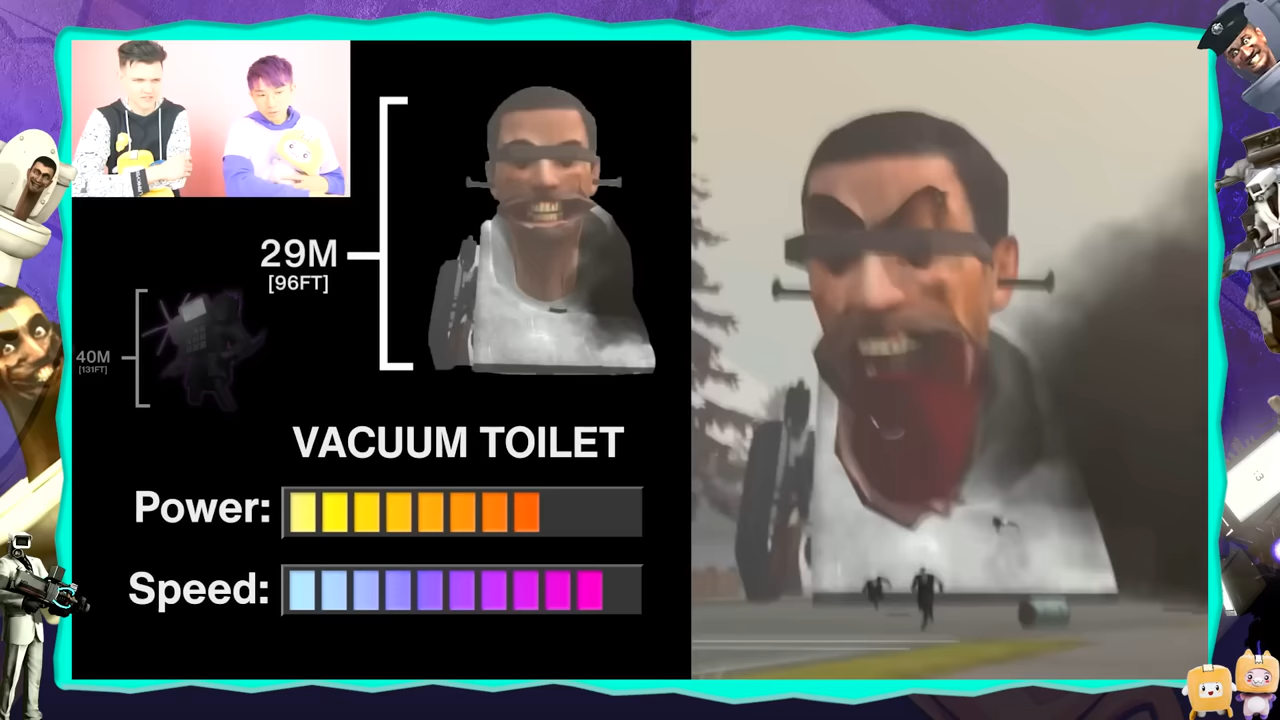 29M
[96FT]
40M
[131FT]
VACUUM TOILET
Power:
Speed: